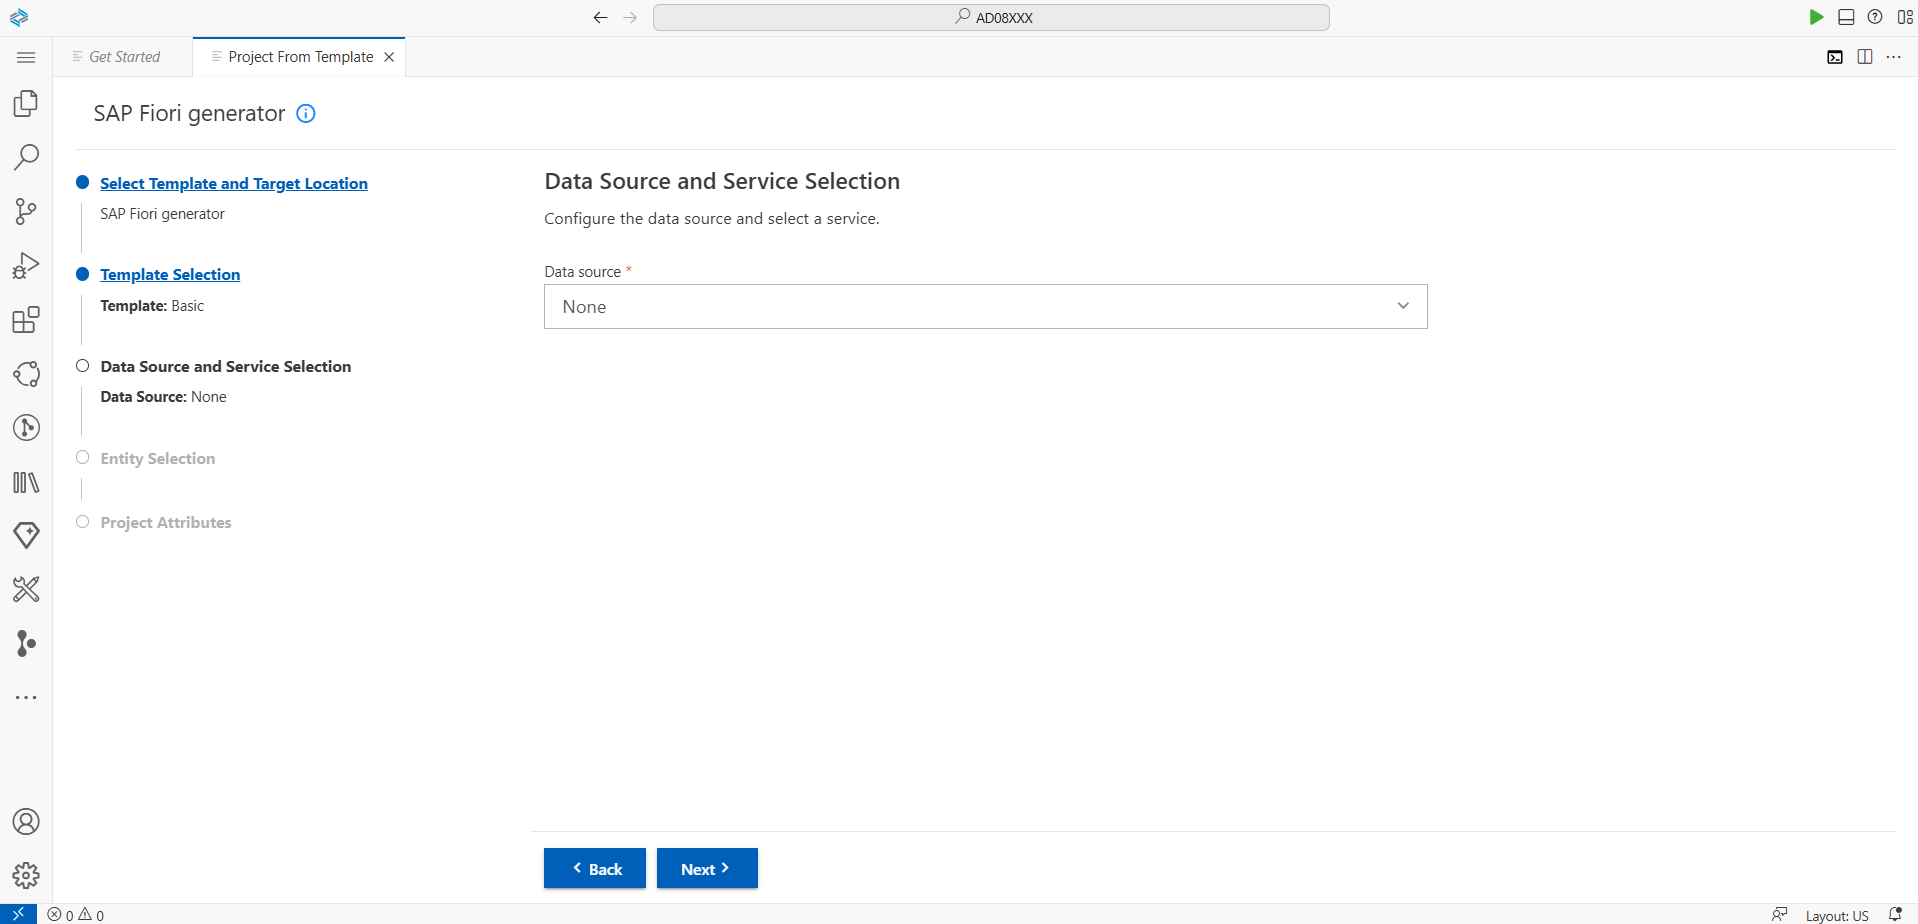 AD08XXX
Get Started
Project From Template
SAP Fiori generator
Select Template and Target Location
SAP Fiori generator
Template Selection
Template: Basic
Data Source and Service Selection
Data Source: None
Entity Selection
Project Attributes
Data Source and Service Selection
Configure the data source and select a service.
Data source *
None
Back
Next
0 0
Layout: US